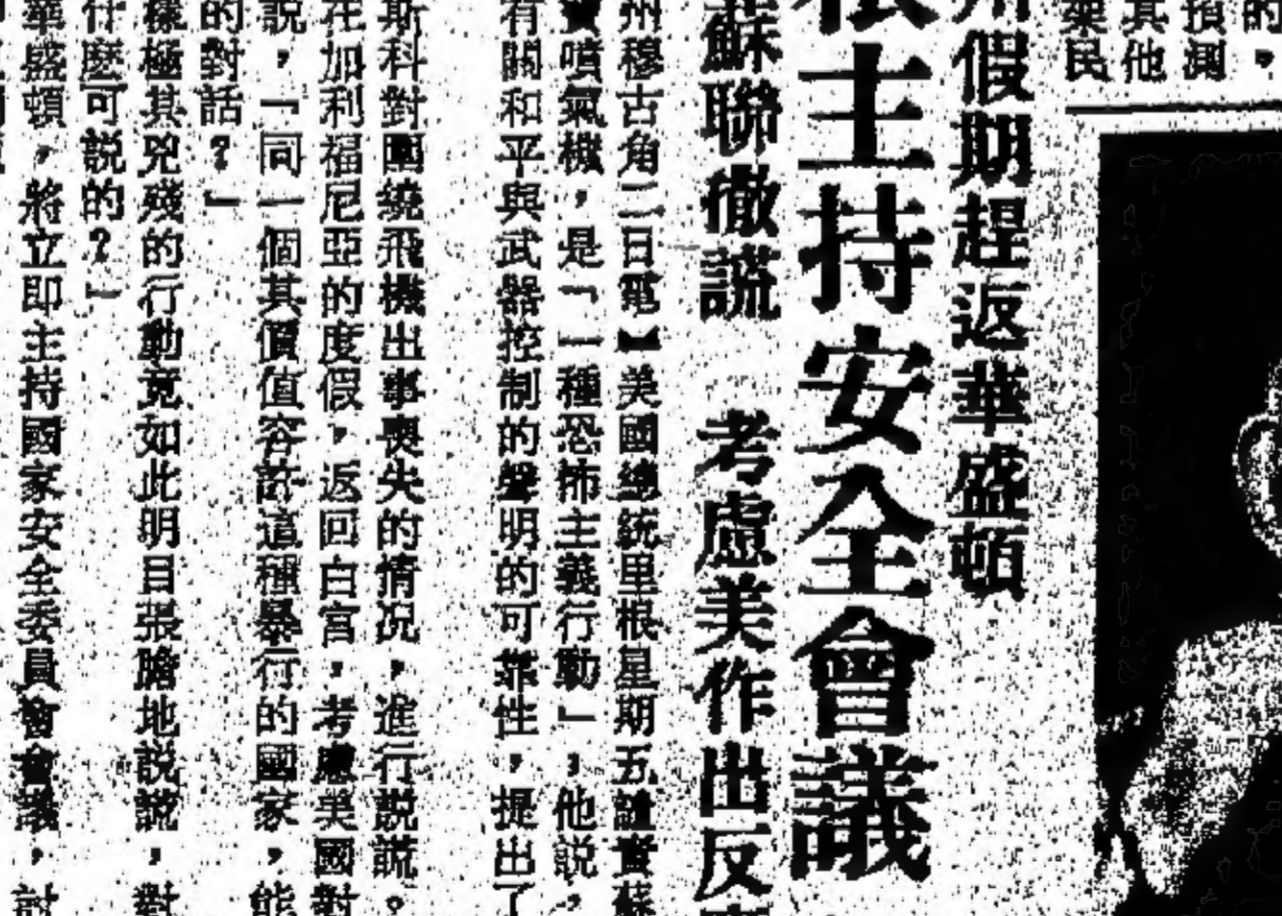 的，
預測
其他
架民
州假期趕返華盛頓
根主持安全會議
蘇聯撒謊 考慮美作出反應
州穆古角二日電】美國總統里根星期五譴責蘇
噴氣機，是「一種恐怖主義行動」，他說，
有關和平與武器控制的聲明的可靠性，提出了
斯科對圍繞飛機出事喪失的情況，進行說謊。
在加利福尼亞的度假，返回白宮，考慮美國對
說，「同一個其價值容許這種暴行的國家，能
的對話？」
樣極其兇殘的行動竟如此明目張膽地說謊，對
什麼可說的？」
華盛頓，將立即主持國家安全委員會會議，討